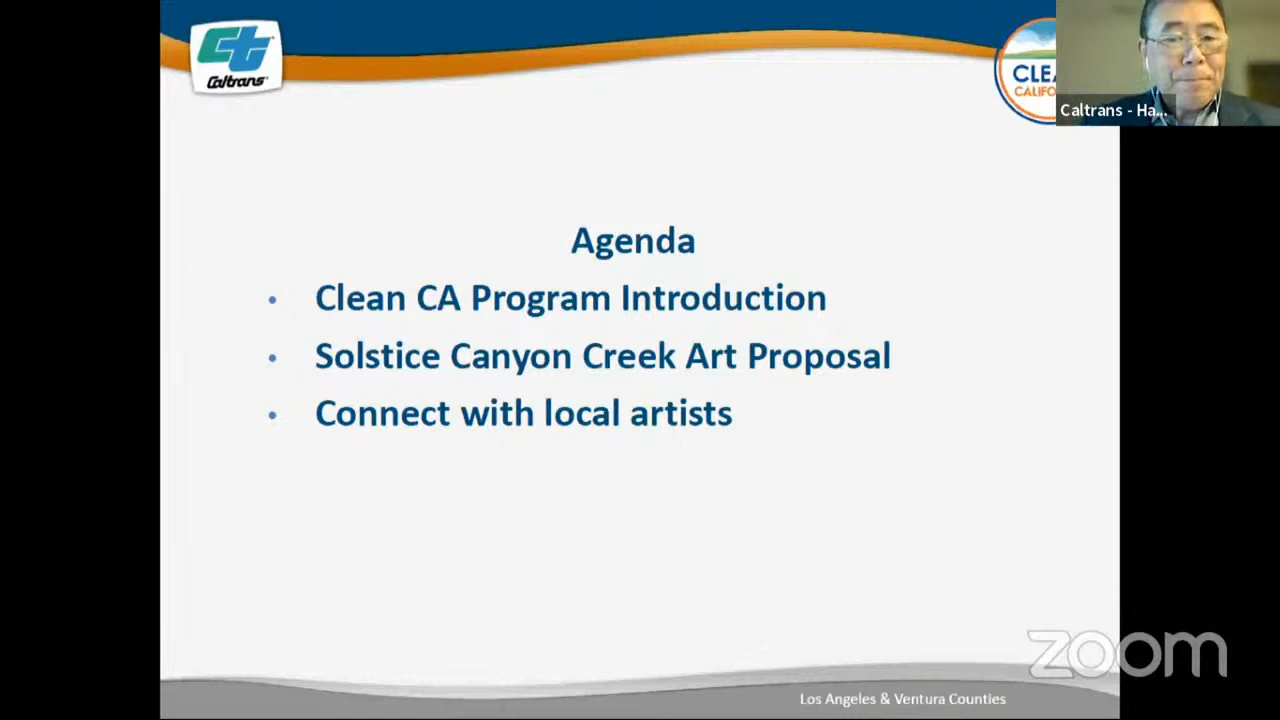 Caltrans
CLEA
CALIFO
Caltrans - Ha...
Agenda
• Clean CA Program Introduction
• Solstice Canyon Creek Art Proposal
• Connect with local artists
zoom
Los Angeles & Ventura Counties